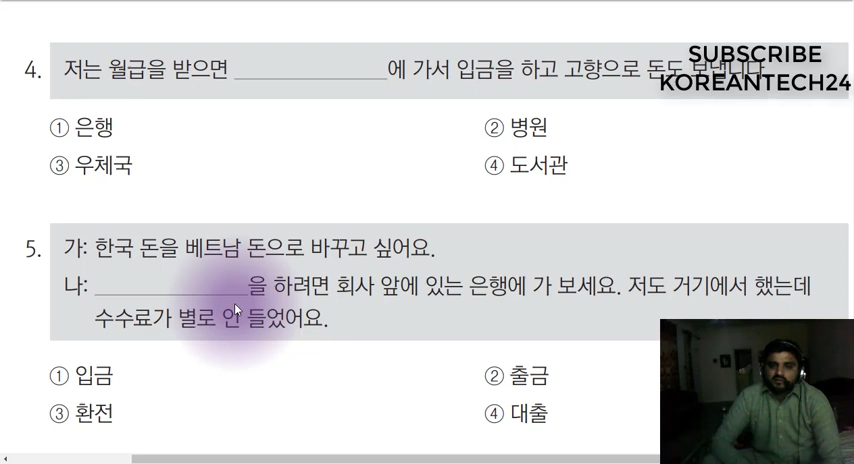 SUBSCRIBE
KOREANTECH24
4. 저는 월급을 받으면 ______________에 가서 입금을 하고 고향으로 돈도 보냅니다.
① 은행 ② 병원
③ 우체국 ④ 도서관
5. 가: 한국 돈을 베트남 돈으로 바꾸고 싶어요.
나: ______________을 하려면 회사 앞에 있는 은행에 가 보세요. 저도 거기에서 했는데
수수료가 별로 안 들었어요.
① 입금 ② 출금
③ 환전 ④ 대출